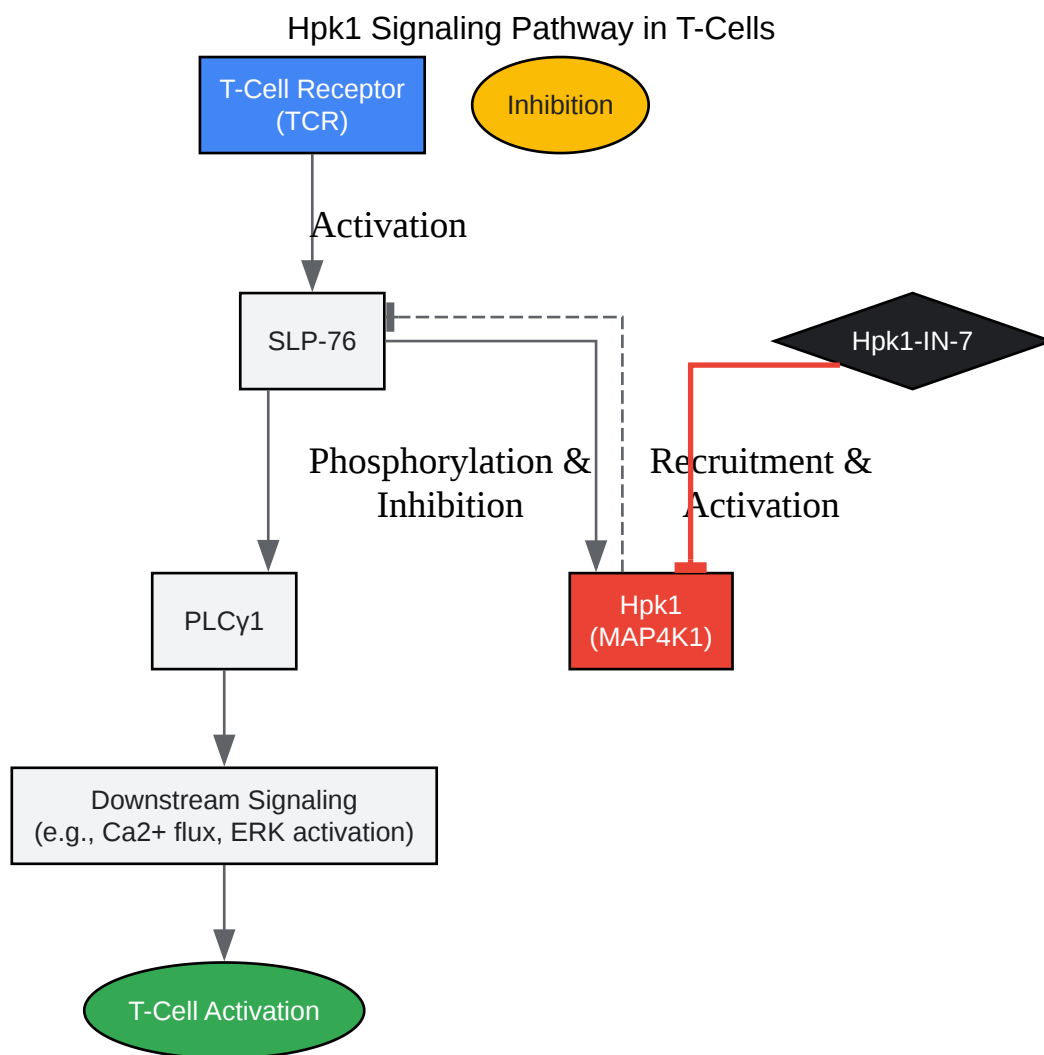 Hpk1 Signaling Pathway in T-Cells
T-Cell Receptor
(TCR)
Inhibition
Activation
SLP-76
Hpk1-IN-7
Phosphorylation &
Inhibition
Recruitment &
Activation
PLCγ1
Hpk1
(MAP4K1)
Downstream Signaling
(e.g., Ca2+ flux, ERK activation)
T-Cell Activation